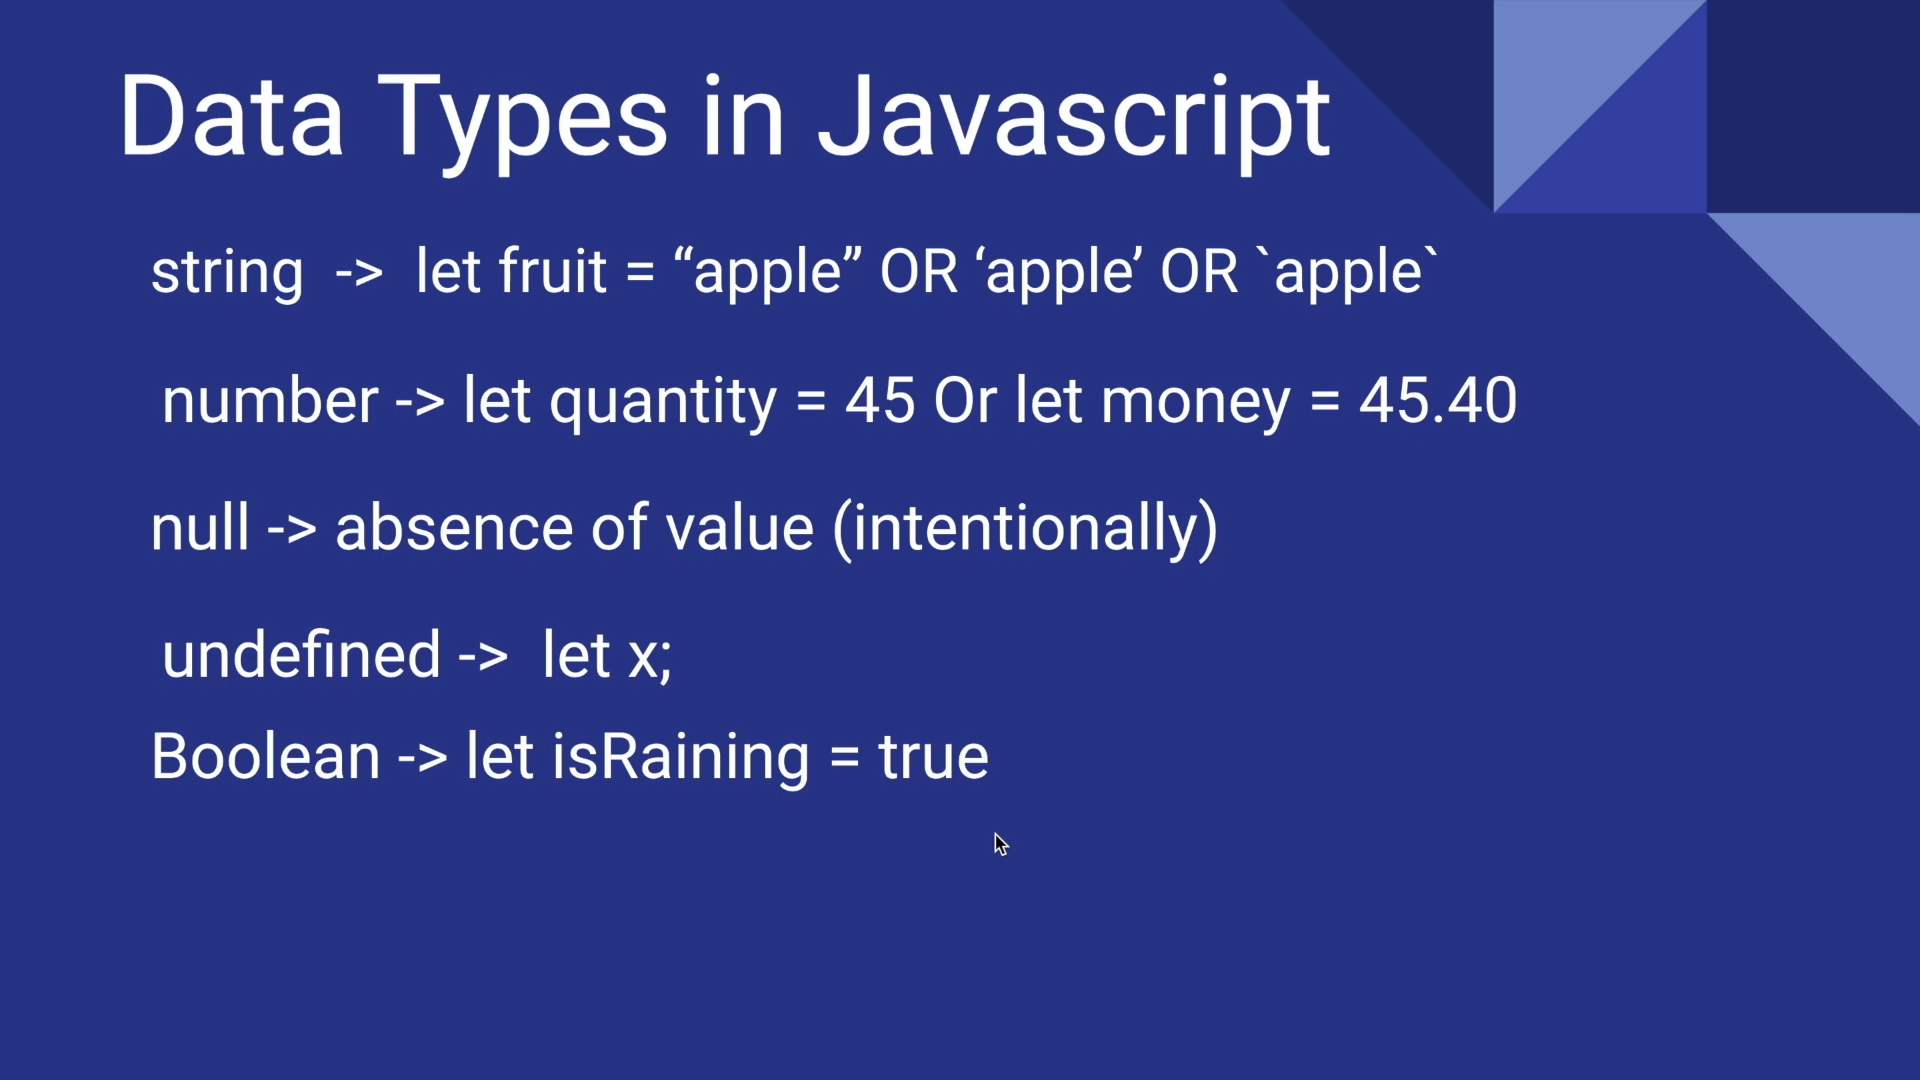 Data Types in Javascript
string -> let fruit = “apple” OR ‘apple’ OR `apple`
number -> let quantity = 45 Or let money = 45.40
null -> absence of value (intentionally)
undefined -> let x;
Boolean -> let isRaining = true